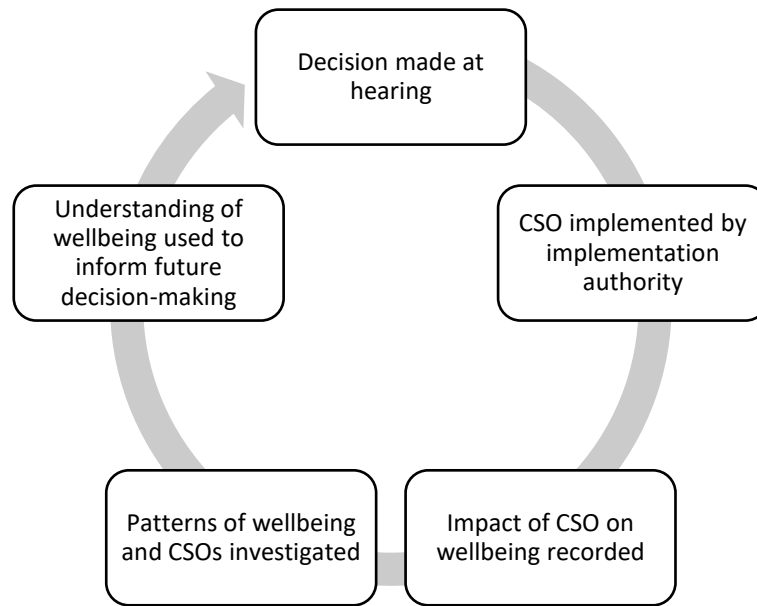 Decision made at
hearing
CSO implemented by
implementation
authority
Impact of CSO on
wellbeing recorded
Patterns of wellbeing
and CSOs investigated
Understanding of
wellbeing used to
inform future
decision-making